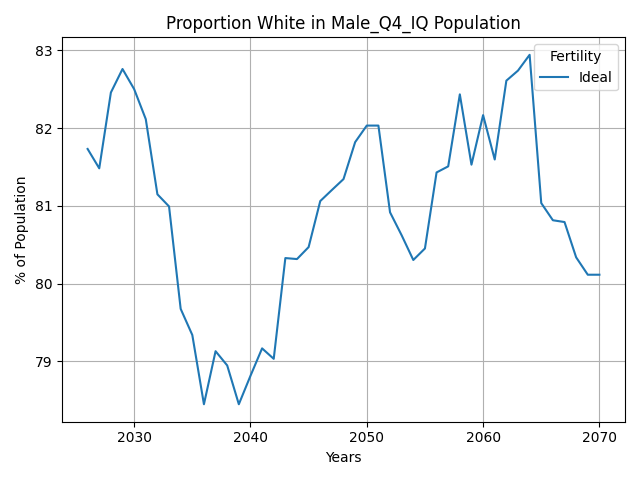 Proportion White in Male_Q4_IQ Population
Fertility
Ideal
83
82
81
80
79
% of Population
2030 2040 2050 2060 2070
Years